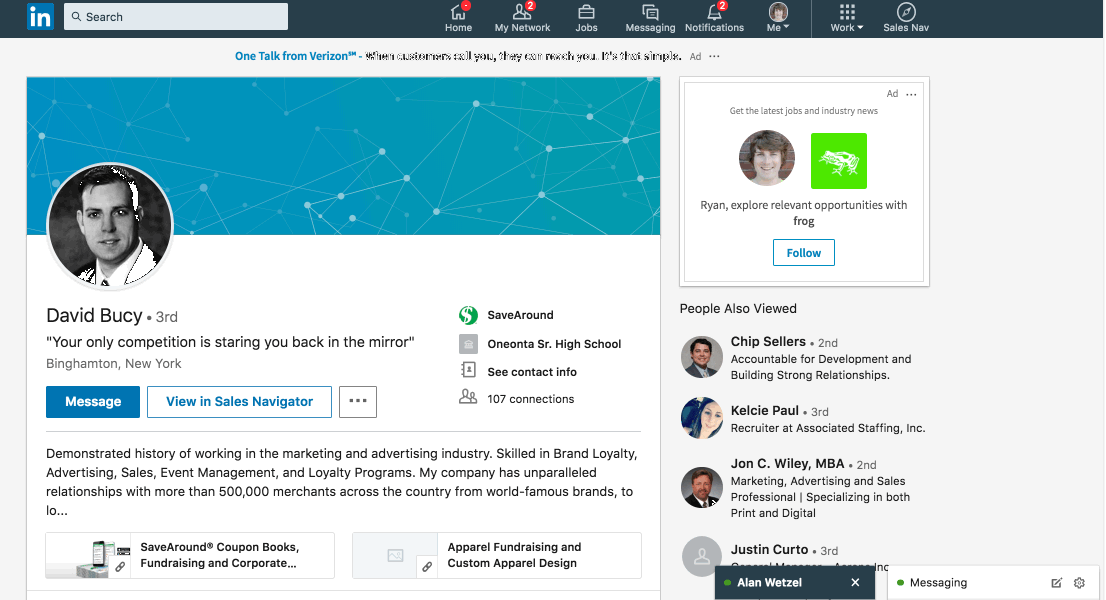 in
Search
2
2
Home
My Network
Jobs
Messaging
Notifications
Me
Work
Sales Nav
One Talk from Verizon℠ - When customers call you, they can reach you. It's that simple. Ad ···
Ad ···
Get the latest jobs and industry news
Ryan, explore relevant opportunities with
frog
Follow
David Bucy • 3rd
"Your only competition is staring you back in the mirror"
Binghamton, New York
Message
View in Sales Navigator
···
SaveAround
Oneonta Sr. High School
See contact info
107 connections
Demonstrated history of working in the marketing and advertising industry. Skilled in Brand Loyalty,
Advertising, Sales, Event Management, and Loyalty Programs. My company has unparalleled
relationships with more than 500,000 merchants across the country from world-famous brands, to
lo...
SaveAround® Coupon Books,
Fundraising and Corporate...
Apparel Fundraising and
Custom Apparel Design
People Also Viewed
Chip Sellers • 2nd
Accountable for Development and
Building Strong Relationships.
Kelcie Paul • 3rd
Recruiter at Associated Staffing, Inc.
Jon C. Wiley, MBA • 2nd
Marketing, Advertising and Sales
Professional | Specializing in both
Print and Digital
Justin Curto • 3rd
General Manager - Inc
Alan Wetzel
Messaging